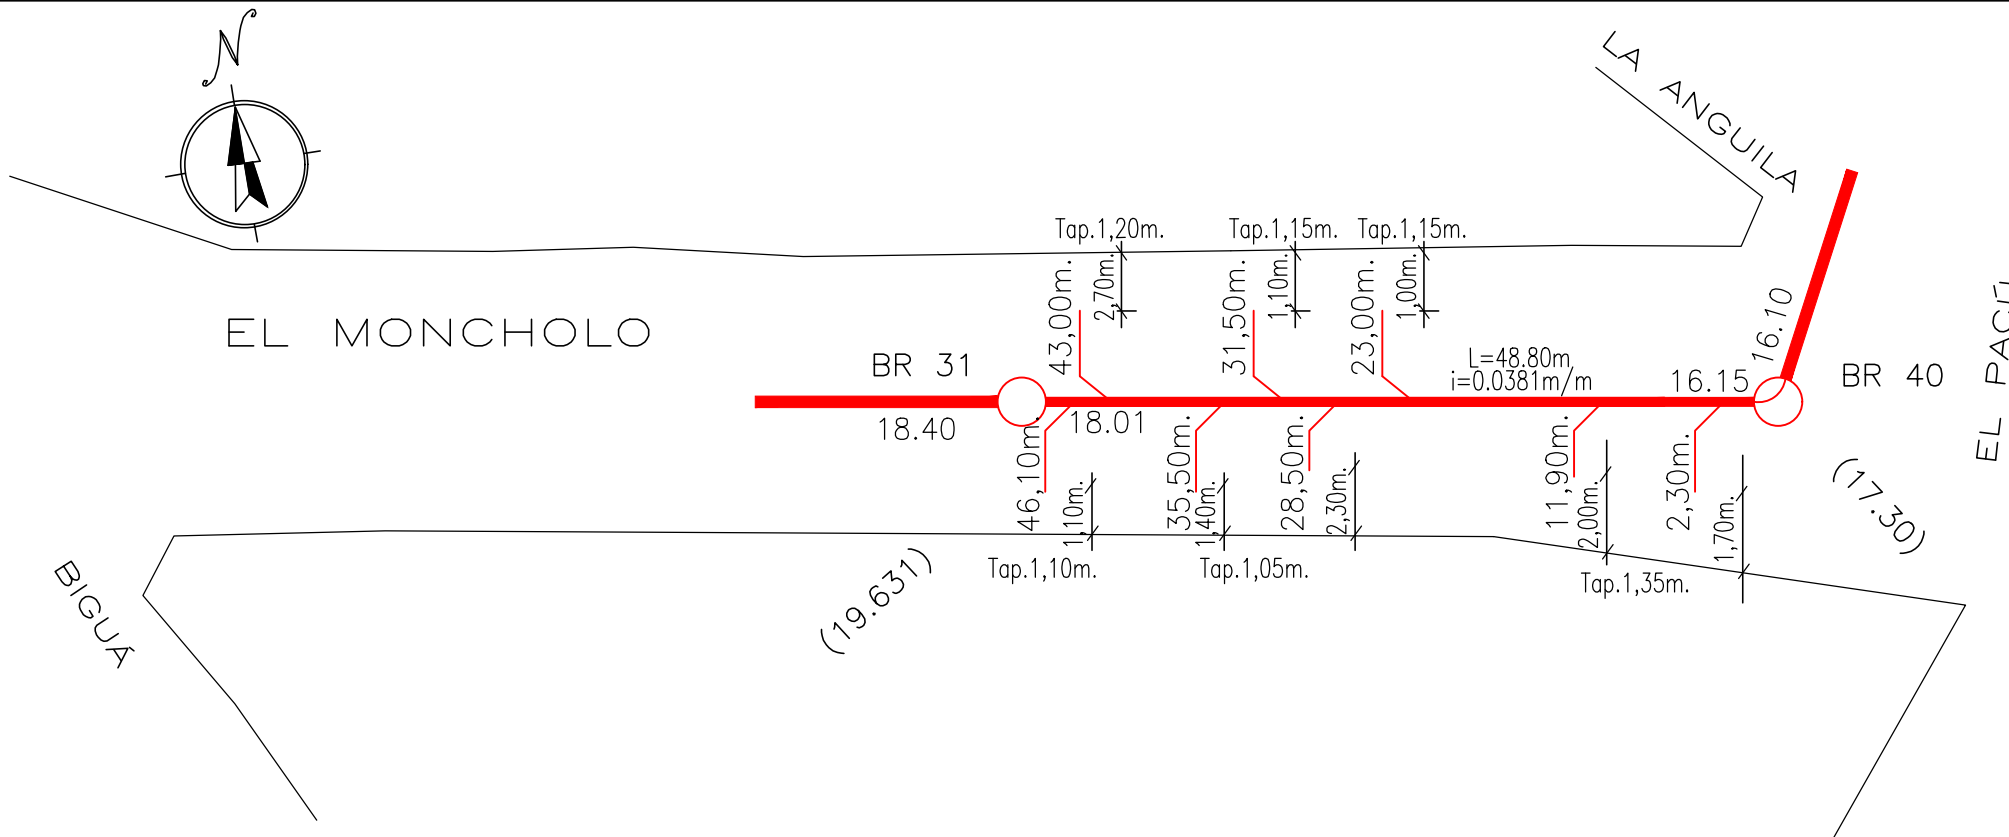 N
LA ANGUILA
Tap.1,20m.
Tap.1,15m.
Tap.1,15m.
43,00m.
2,70m.
31,50m.
1,10m.
23,00m.
1,00m.
EL MONCHOLO
BR 31
L=48.80m
i=0.0381m/m
16.15
16.10
BR 40
18.40
18.01
46,10m.
1,10m.
35,50m.
1,40m.
28,50m.
2,30m.
11,90m.
2,00m.
2,30m.
1,70m.
(17.30)
Tap.1,10m.
Tap.1,05m.
Tap.1,35m.
(19.631)
BIGUÁ
EL